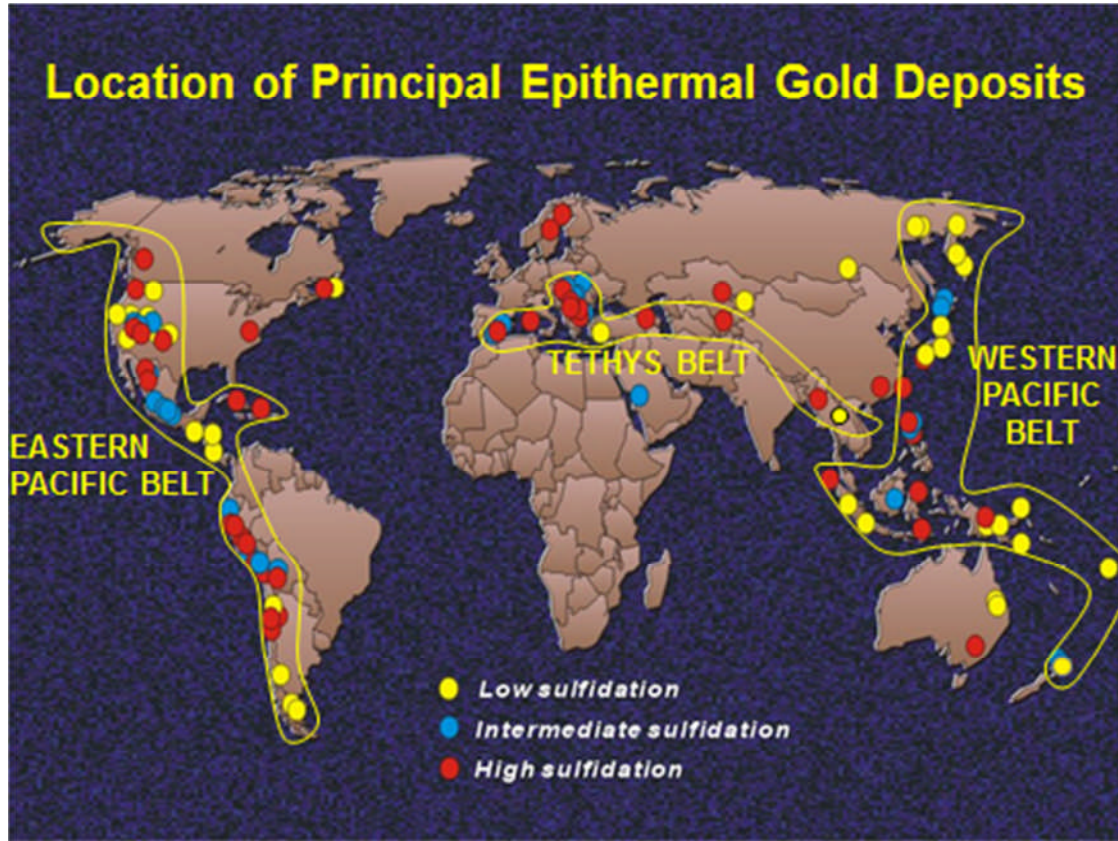 Location of Principal Epithermal Gold Deposits
TETHYS BELT
WESTERN
PACIFIC
BELT
EASTERN
PACIFIC BELT
Low sulfidation
Intermediate sulfidation
High sulfidation